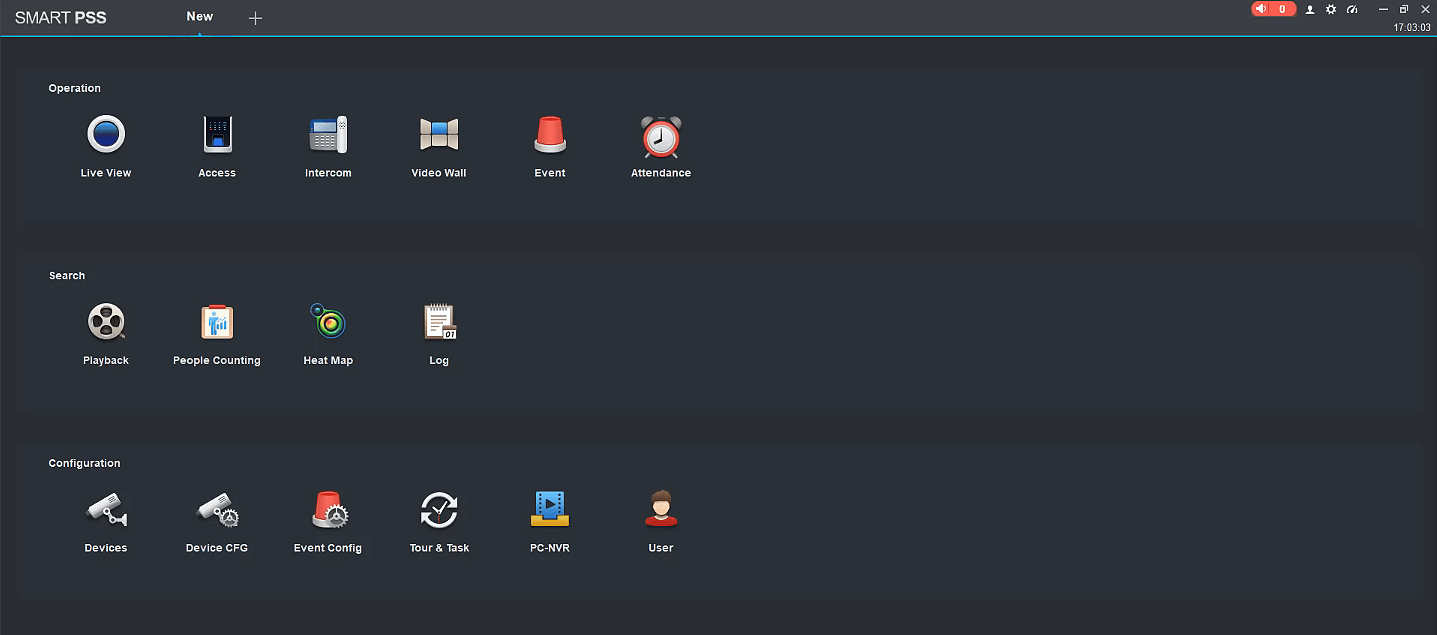 SMART PSS
New
0
17:03:03
Operation
Live View
Access
Intercom
Video Wall
Event
Attendance
Search
Playback
People Counting
Heat Map
01
Log
Configuration
Devices
Device CFG
Event Config
Tour & Task
PC-NVR
User